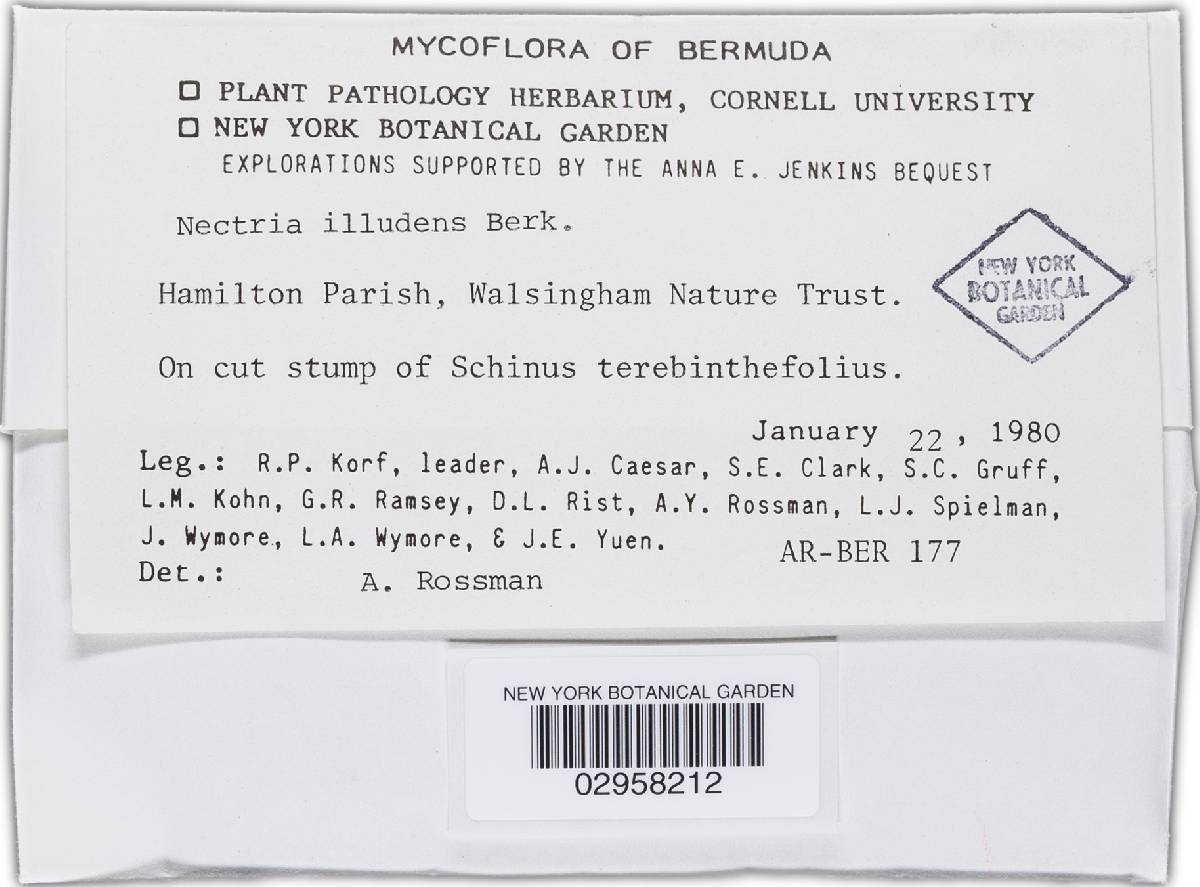 MYCOFLORA OF BERMUDA
PLANT PATHOLOGY HERBARIUM, CORNELL UNIVERSITY
NEW YORK BOTANICAL GARDEN
EXPLORATIONS SUPPORTED BY THE ANNA E. JENKINS BEQUEST
Nectria illudens Berk.
NEW YORK
BOTANICAL
GARDEN
Hamilton Parish, Walsingham Nature Trust.
On cut stump of Schinus terebinthefolius.
January 22, 1980
Leg.: R.P. Korf, leader, A.J. Caesar, S.E. Clark, S.C. Gruff,
L.M. Kohn, G.R. Ramsey, D.L. Rist, A.Y. Rossman, L.J. Spielman,
J. Wymore, L.A. Wymore, & J.E. Yuen.
AR-BER 177
Det.: A. Rossman
NEW YORK BOTANICAL GARDEN
02958212